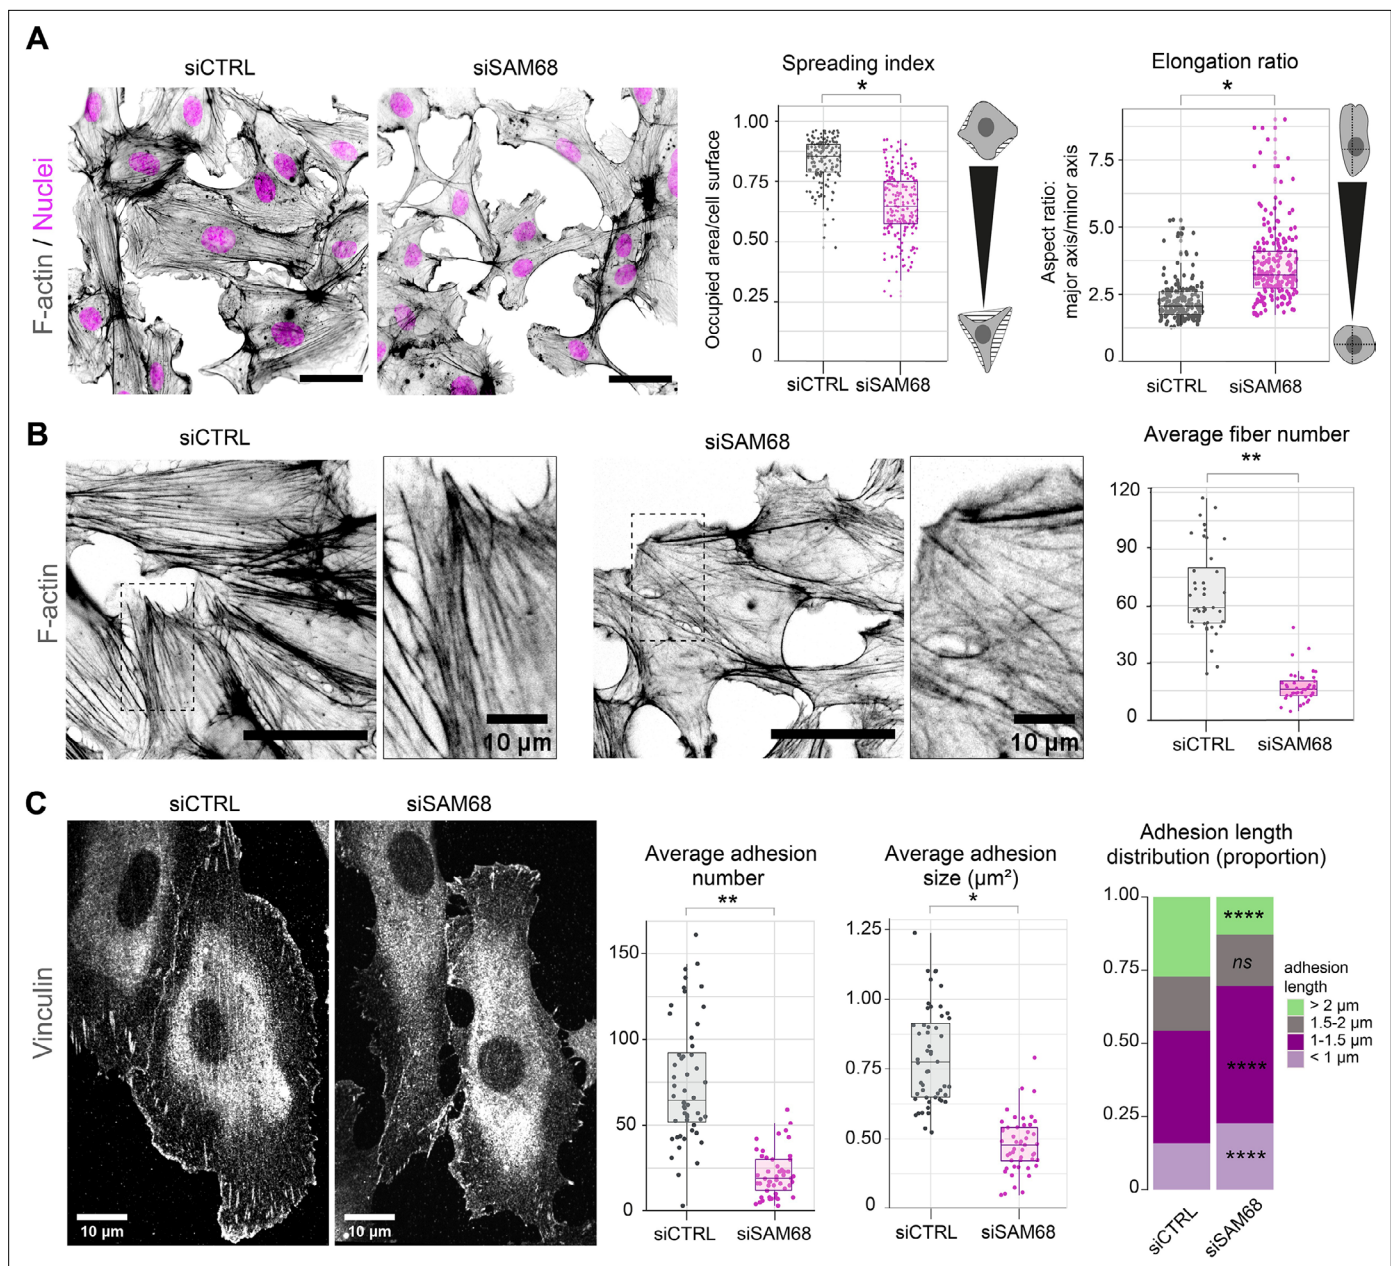 A
siCTRL
siSAM68
F-actin / Nuclei
Spreading index
*
Occupied area/cell surface
1.00
0.75
0.50
0.25
0
siCTRL siSAM68
Elongation ratio
*
Aspect ratio:
major axis/minor axis
7.5
5.0
2.5
0
siCTRL
siSAM68
B
siCTRL
siSAM68
F-actin
10 µm
10 µm
Average fiber number
**
120
90
60
30
0
siCTRL
siSAM68
C
siCTRL
siSAM68
Vinculin
10 µm
10 µm
Average adhesion
number
**
150
100
50
0
siCTRL
siSAM68
Average adhesion
size (µm²)
*
1.25
1.00
0.75
0.50
0
siCTRL
siSAM68
Adhesion length
distribution (proportion)
1.00
0.75
0.50
0.25
0
****
ns
****
****
siCTRL
siSAM68
adhesion
length
> 2 µm
1.5-2 µm
1-1.5 µm
< 1 µm